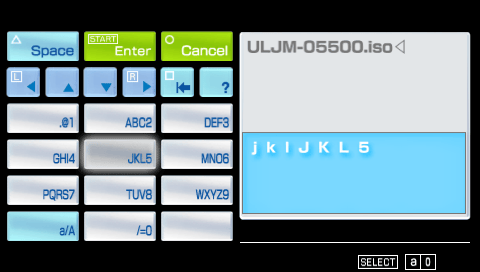 △ Space START Enter ○ Cancel
L ◀ ▲ ▼ R ▶ □ |← ?
.@1 ABC2 DEF3
GHI4 JKL5 MNO6
PQRS7 TUV8 WXYZ9
a/A /=0
ULJM-05500.iso◁
j k l J K L 5
SELECT a 0